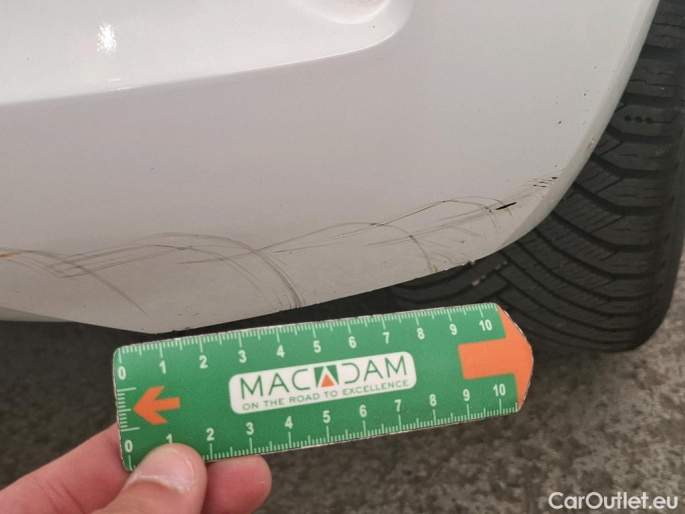 0 1 2 3 4 5 6 7 8 9 10
MACADAM
ON THE ROAD TO EXCELLENCE
0 1 2 3 4 5 6 7 8 9 10
CarOutlet.eu